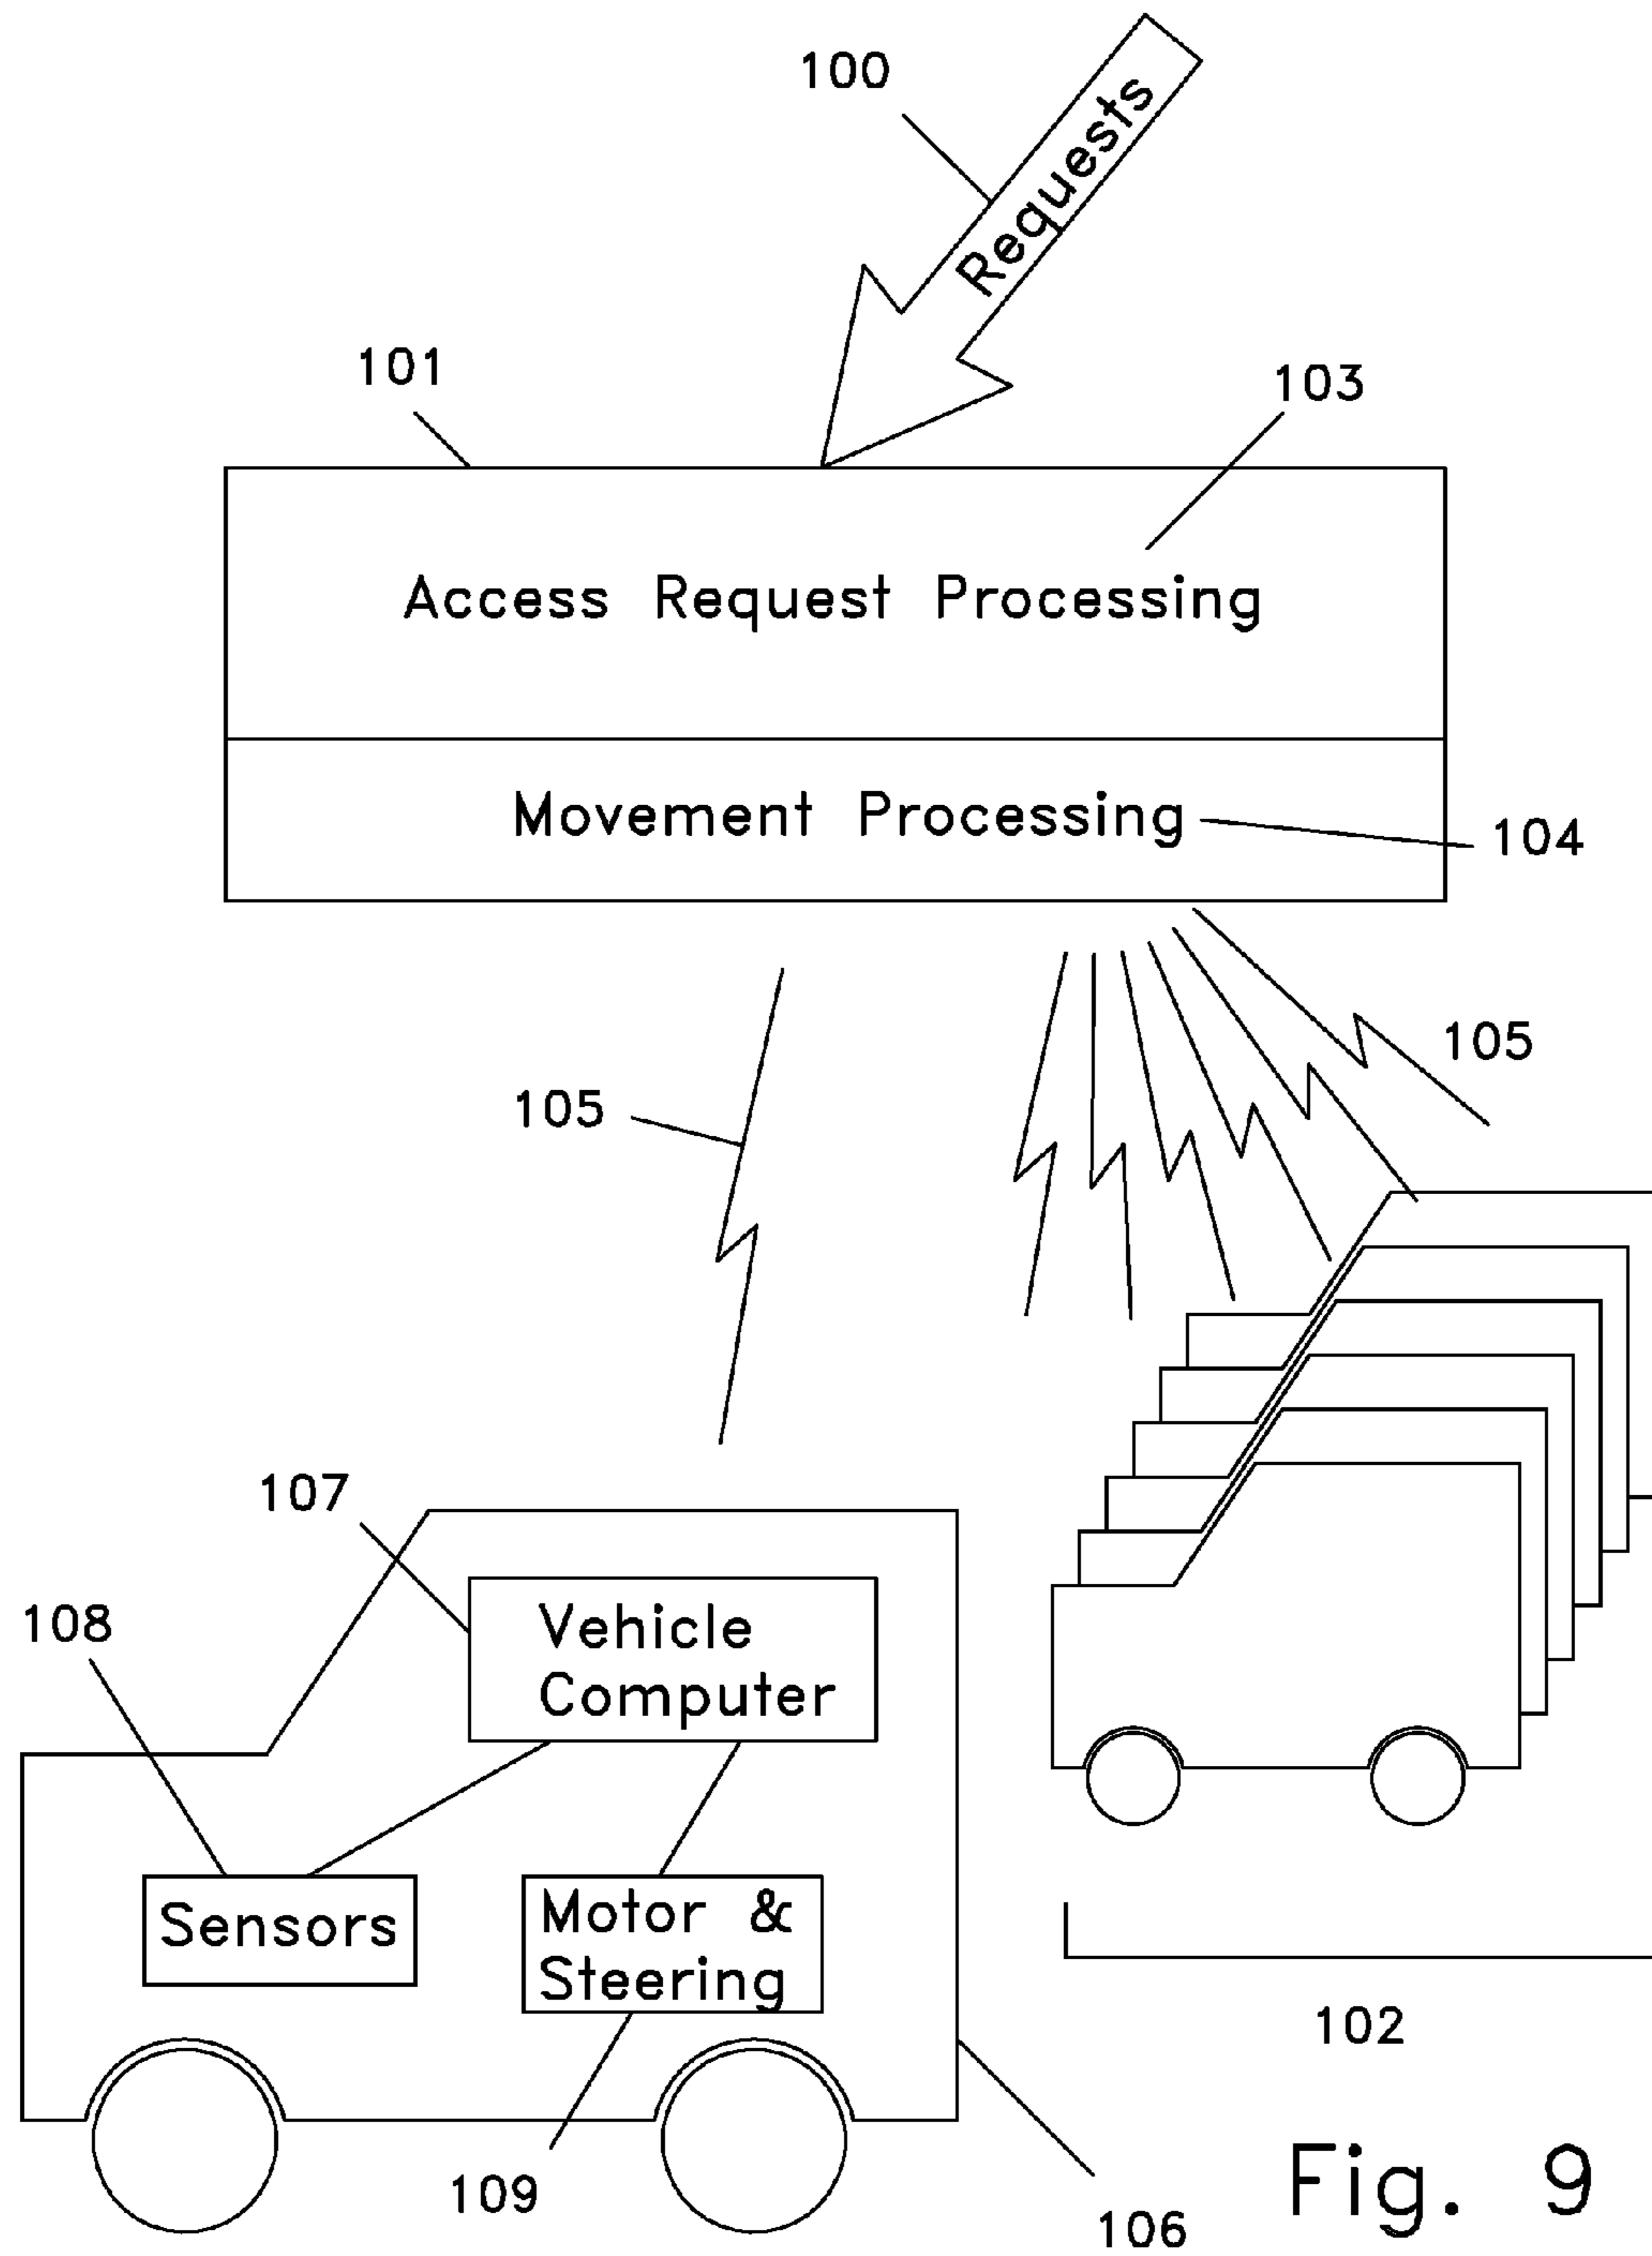 100
Requests
101
103
Access Request Processing
Movement Processing
104
105
105
107
Vehicle
Computer
108
Sensors
Motor &
Steering
102
109
106
Fig. 9